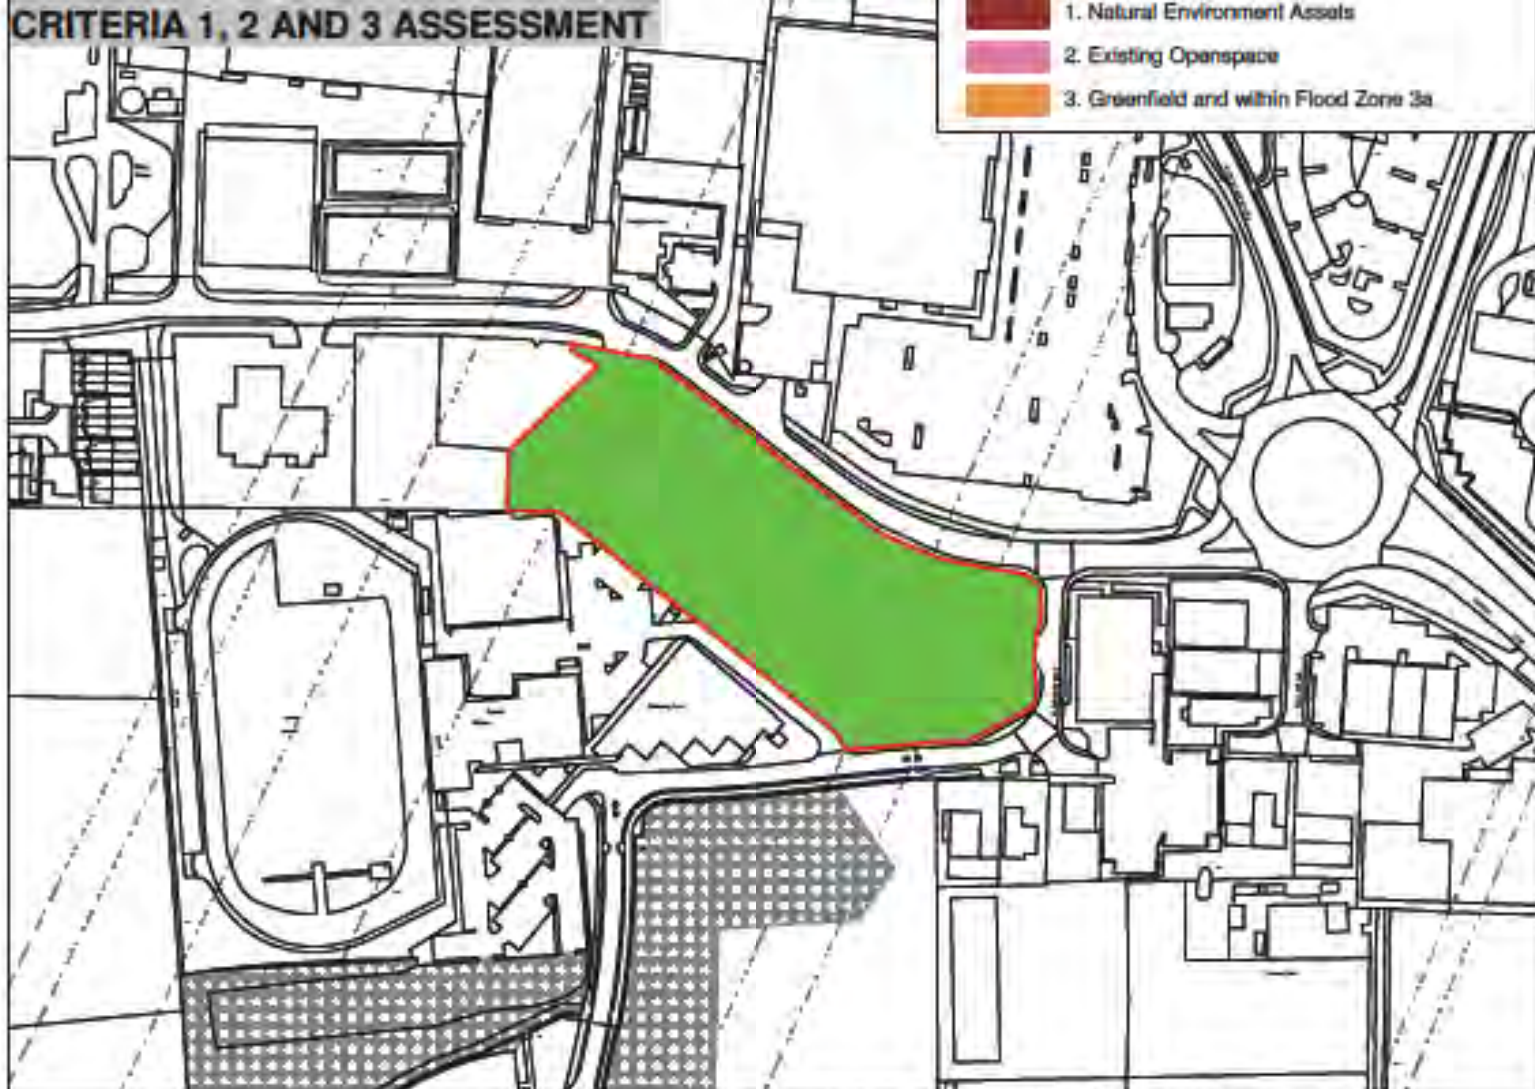 CRITERIA 1, 2 AND 3 ASSESSMENT
1. Natural Environment Assets
2. Existing Openspace
3. Greenfield and within Flood Zone 3a